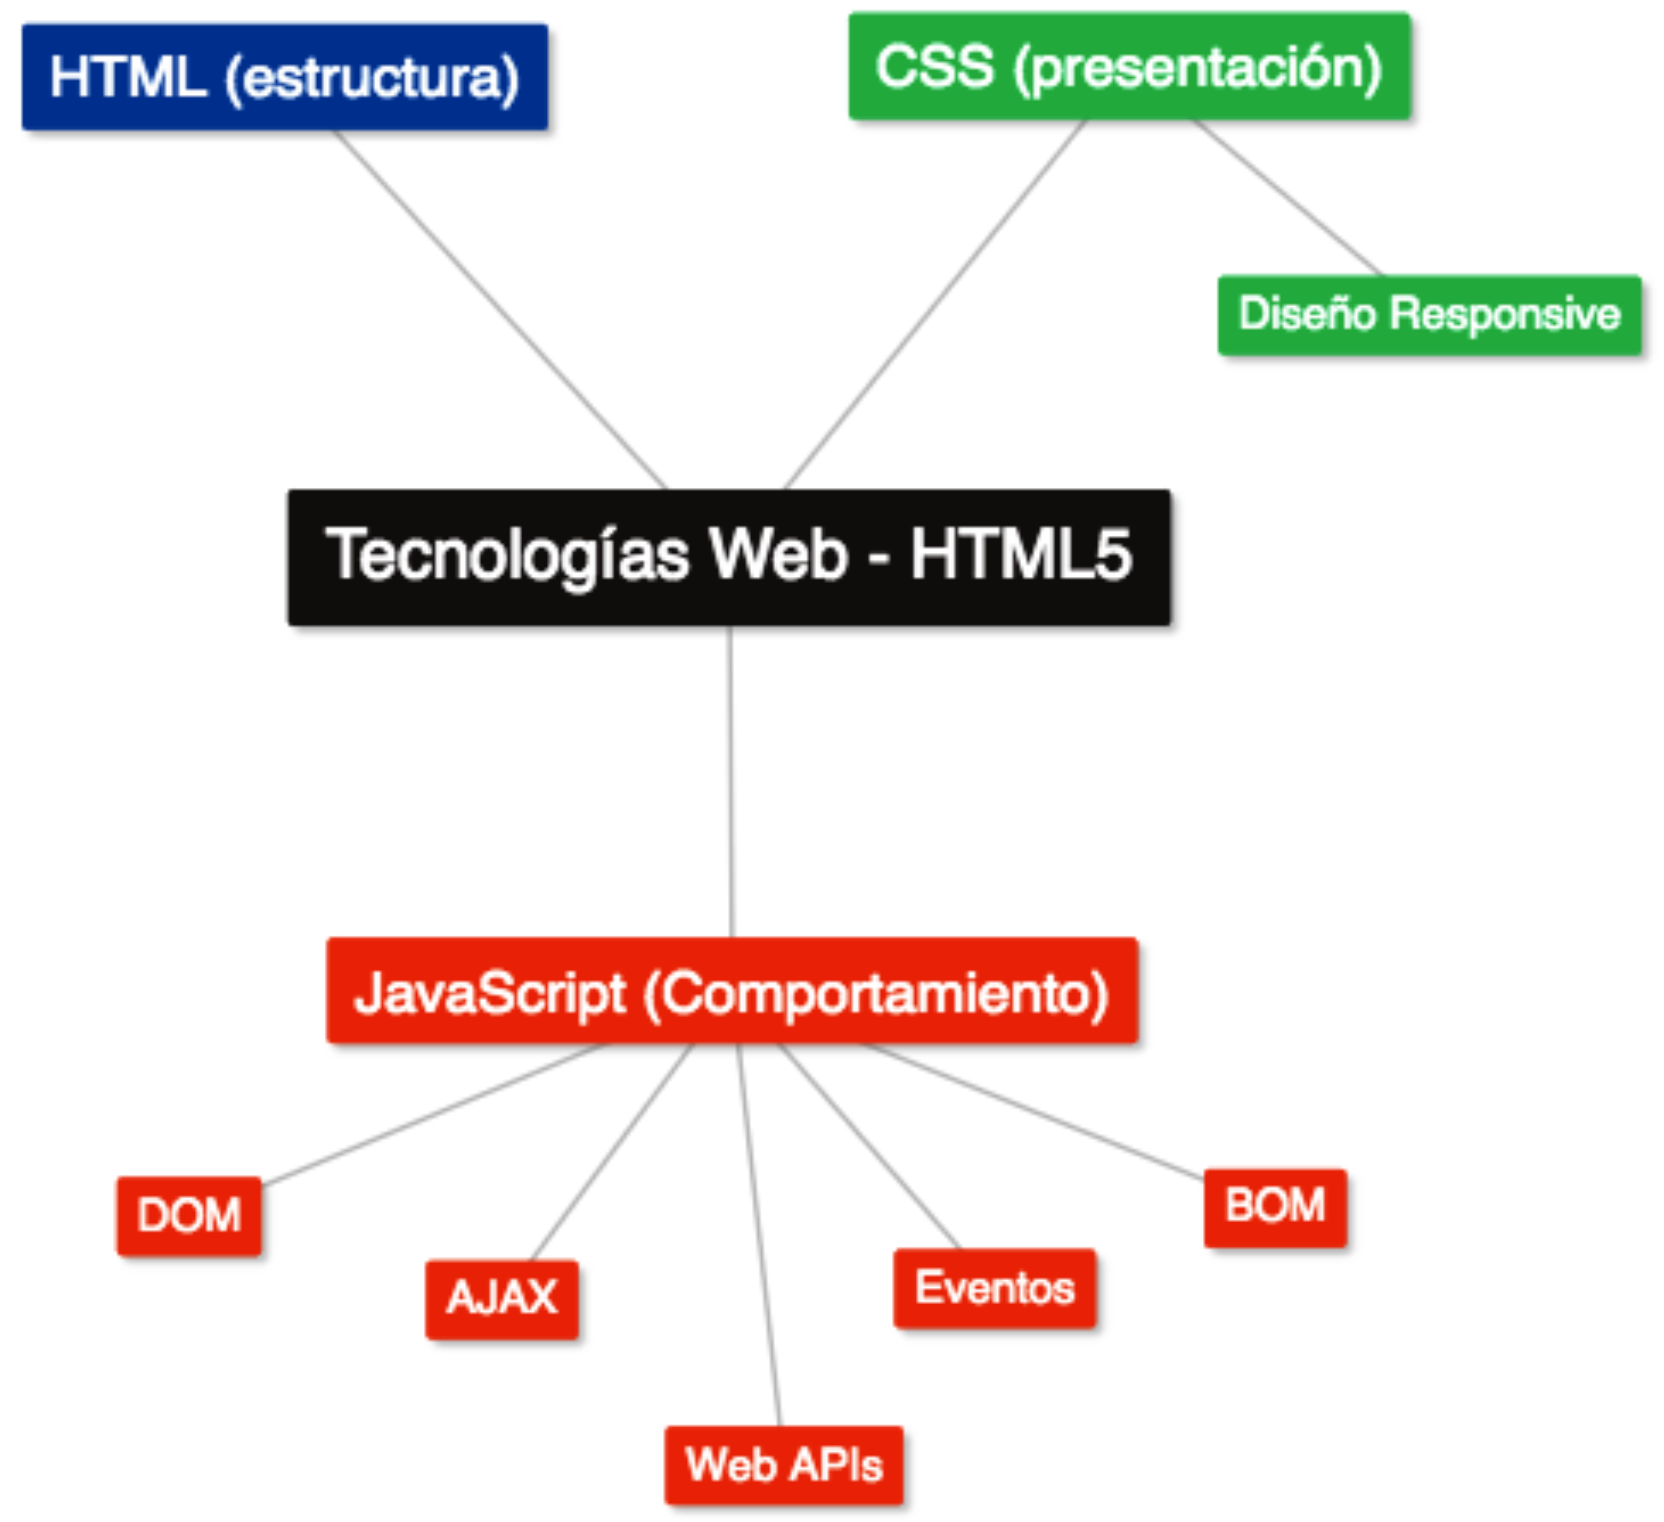 HTML (estructura)
CSS (presentación)
Diseño Responsive
Tecnologías Web - HTML5
JavaScript (Comportamiento)
DOM
AJAX
Web APIs
Eventos
BOM